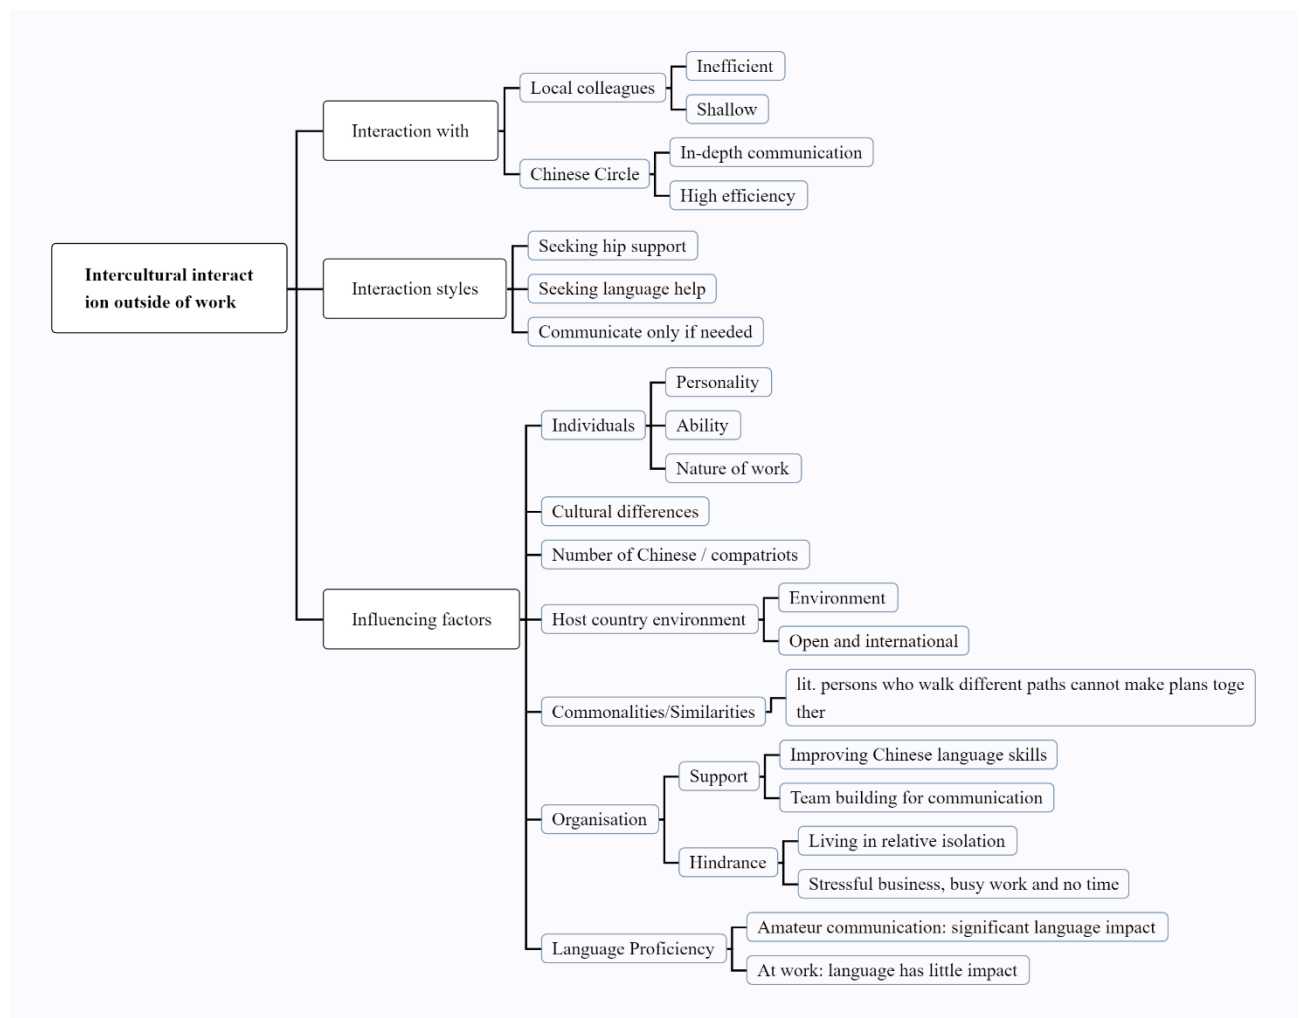 Intercultural interact
ion outside of work
Interaction with
Local colleagues
Inefficient
Shallow
Chinese Circle
In-depth communication
High efficiency
Interaction styles
Seeking hip support
Seeking language help
Communicate only if needed
Influencing factors
Individuals
Personality
Ability
Nature of work
Cultural differences
Number of Chinese / compatriots
Host country environment
Environment
Open and international
Commonalities/Similarities
lit. persons who walk different paths cannot make plans toge
ther
Organisation
Support
Improving Chinese language skills
Team building for communication
Hindrance
Living in relative isolation
Stressful business, busy work and no time
Language Proficiency
Amateur communication: significant language impact
At work: language has little impact